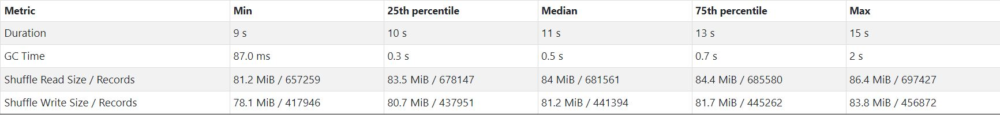 Metric Min 25th percentile Median 75th percentile Max
Duration 9 s 10 s 11 s 13 s 15 s
GC Time 87.0 ms 0.3 s 0.5 s 0.7 s 2 s
Shuffle Read Size / Records 81.2 MiB / 657259 83.5 MiB / 678147 84 MiB / 681561 84.4 MiB / 685580 86.4 MiB / 697427
Shuffle Write Size / Records 78.1 MiB / 417946 80.7 MiB / 437951 81.2 MiB / 441394 81.7 MiB / 445262 83.8 MiB / 456872